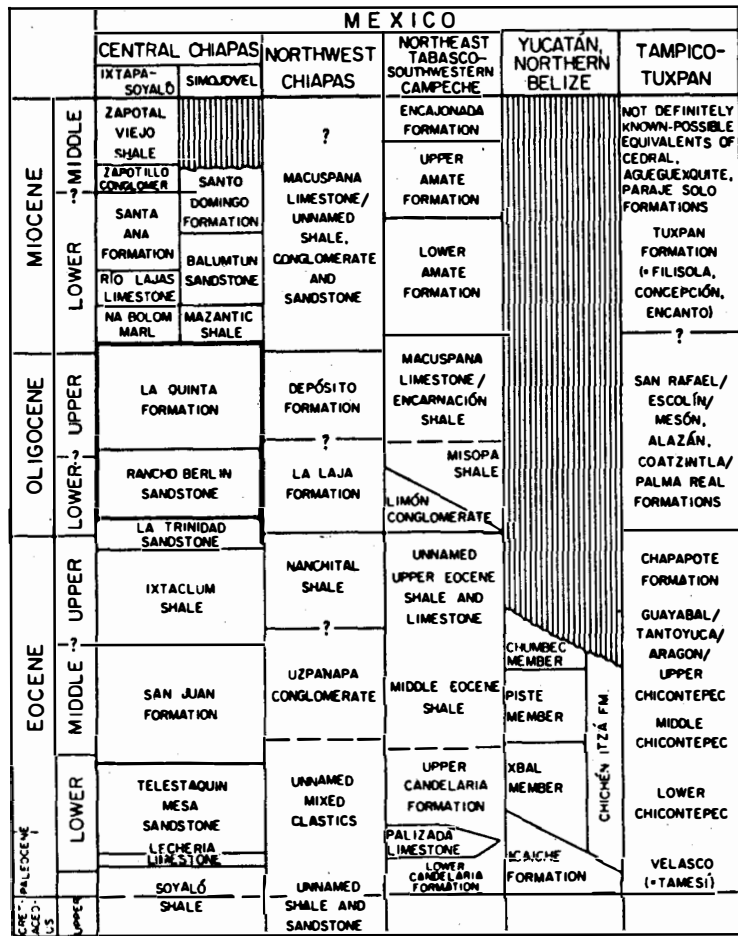 MEXICO
CENTRAL CHIAPAS
IXTAPA-
SOYALÓ
SIMOJOVEL
NORTHWEST
CHIAPAS
NORTHEAST
TABASCO-
SOUTHWESTERN
CAMPECHE
YUCATÁN,
NORTHERN
BELIZE
TAMPICO-
TUXPAN
MIOCENE
MIDDLE
?
LOWER
OLIGOCENE
UPPER
?
LOWER
EOCENE
UPPER
?
MIDDLE
LOWER
PALEOCENE
CRET-
ACEO-
US
UPPER
ZAPOTAL
VIEJO
SHALE
ZAPOTILLO
CONGLOMER
SANTA
ANA
FORMATION
RÍO LAJAS
LIMESTONE
NA BOLOM
MARL
SANTO
DOMINGO
FORMATION
BALUMTUN
SANDSTONE
MAZANTIC
SHALE
LA QUINTA
FORMATION
RANCHO BERLIN
SANDSTONE
LA TRINIDAD
SANDSTONE
IXTACLUM
SHALE
SAN JUAN
FORMATION
TELESTAQUIN
MESA
SANDSTONE
LECHERIA
LIMESTONE
SOYALÓ
SHALE
?
MACUSPANA
LIMESTONE/
UNNAMED
SHALE,
CONGLOMERATE
AND
SANDSTONE
DEPÓSITO
FORMATION
?
LA LAJA
FORMATION
NANCHITAL
SHALE
?
UZPANAPA
CONGLOMERATE
UNNAMED
MIXED
CLASTICS
UNNAMED
SHALE AND
SANDSTONE
ENCAJONADA
FORMATION
UPPER
AMATE
FORMATION
LOWER
AMATE
FORMATION
MACUSPANA
LIMESTONE/
ENCARNACIÓN
SHALE
MISOPA
SHALE
LIMÓN
CONGLOMERATE
UNNAMED
UPPER EOCENE
SHALE AND
LIMESTONE
MIDDLE EOCENE
SHALE
UPPER
CANDELARIA
FORMATION
PALIZADA
LIMESTONE
LOWER
CANDELARIA
FORMATION
CHUMBEC
MEMBER
PISTE
MEMBER
XBAL
MEMBER
CHICHÉN ITZÁ FM.
ICAICHE
FORMATION
NOT DEFINITELY
KNOWN-POSSIBLE
EQUIVALENTS OF
CEDRAL,
AGUEGUEXQUITE,
PARAJE SOLO
FORMATIONS
TUXPAN
FORMATION
(=FILISOLA,
CONCEPCIÓN,
ENCANTO)
?
SAN RAFAEL/
ESCOLÍN/
MESÓN,
ALAZÁN,
COATZINTLA/
PALMA REAL
FORMATIONS
CHAPAPOTE
FORMATION
GUAYABAL/
TANTOYUCA/
ARAGON/
UPPER
CHICONTEPEC
MIDDLE
CHICONTEPEC
LOWER
CHICONTEPEC
VELASCO
(=TAMESÍ)